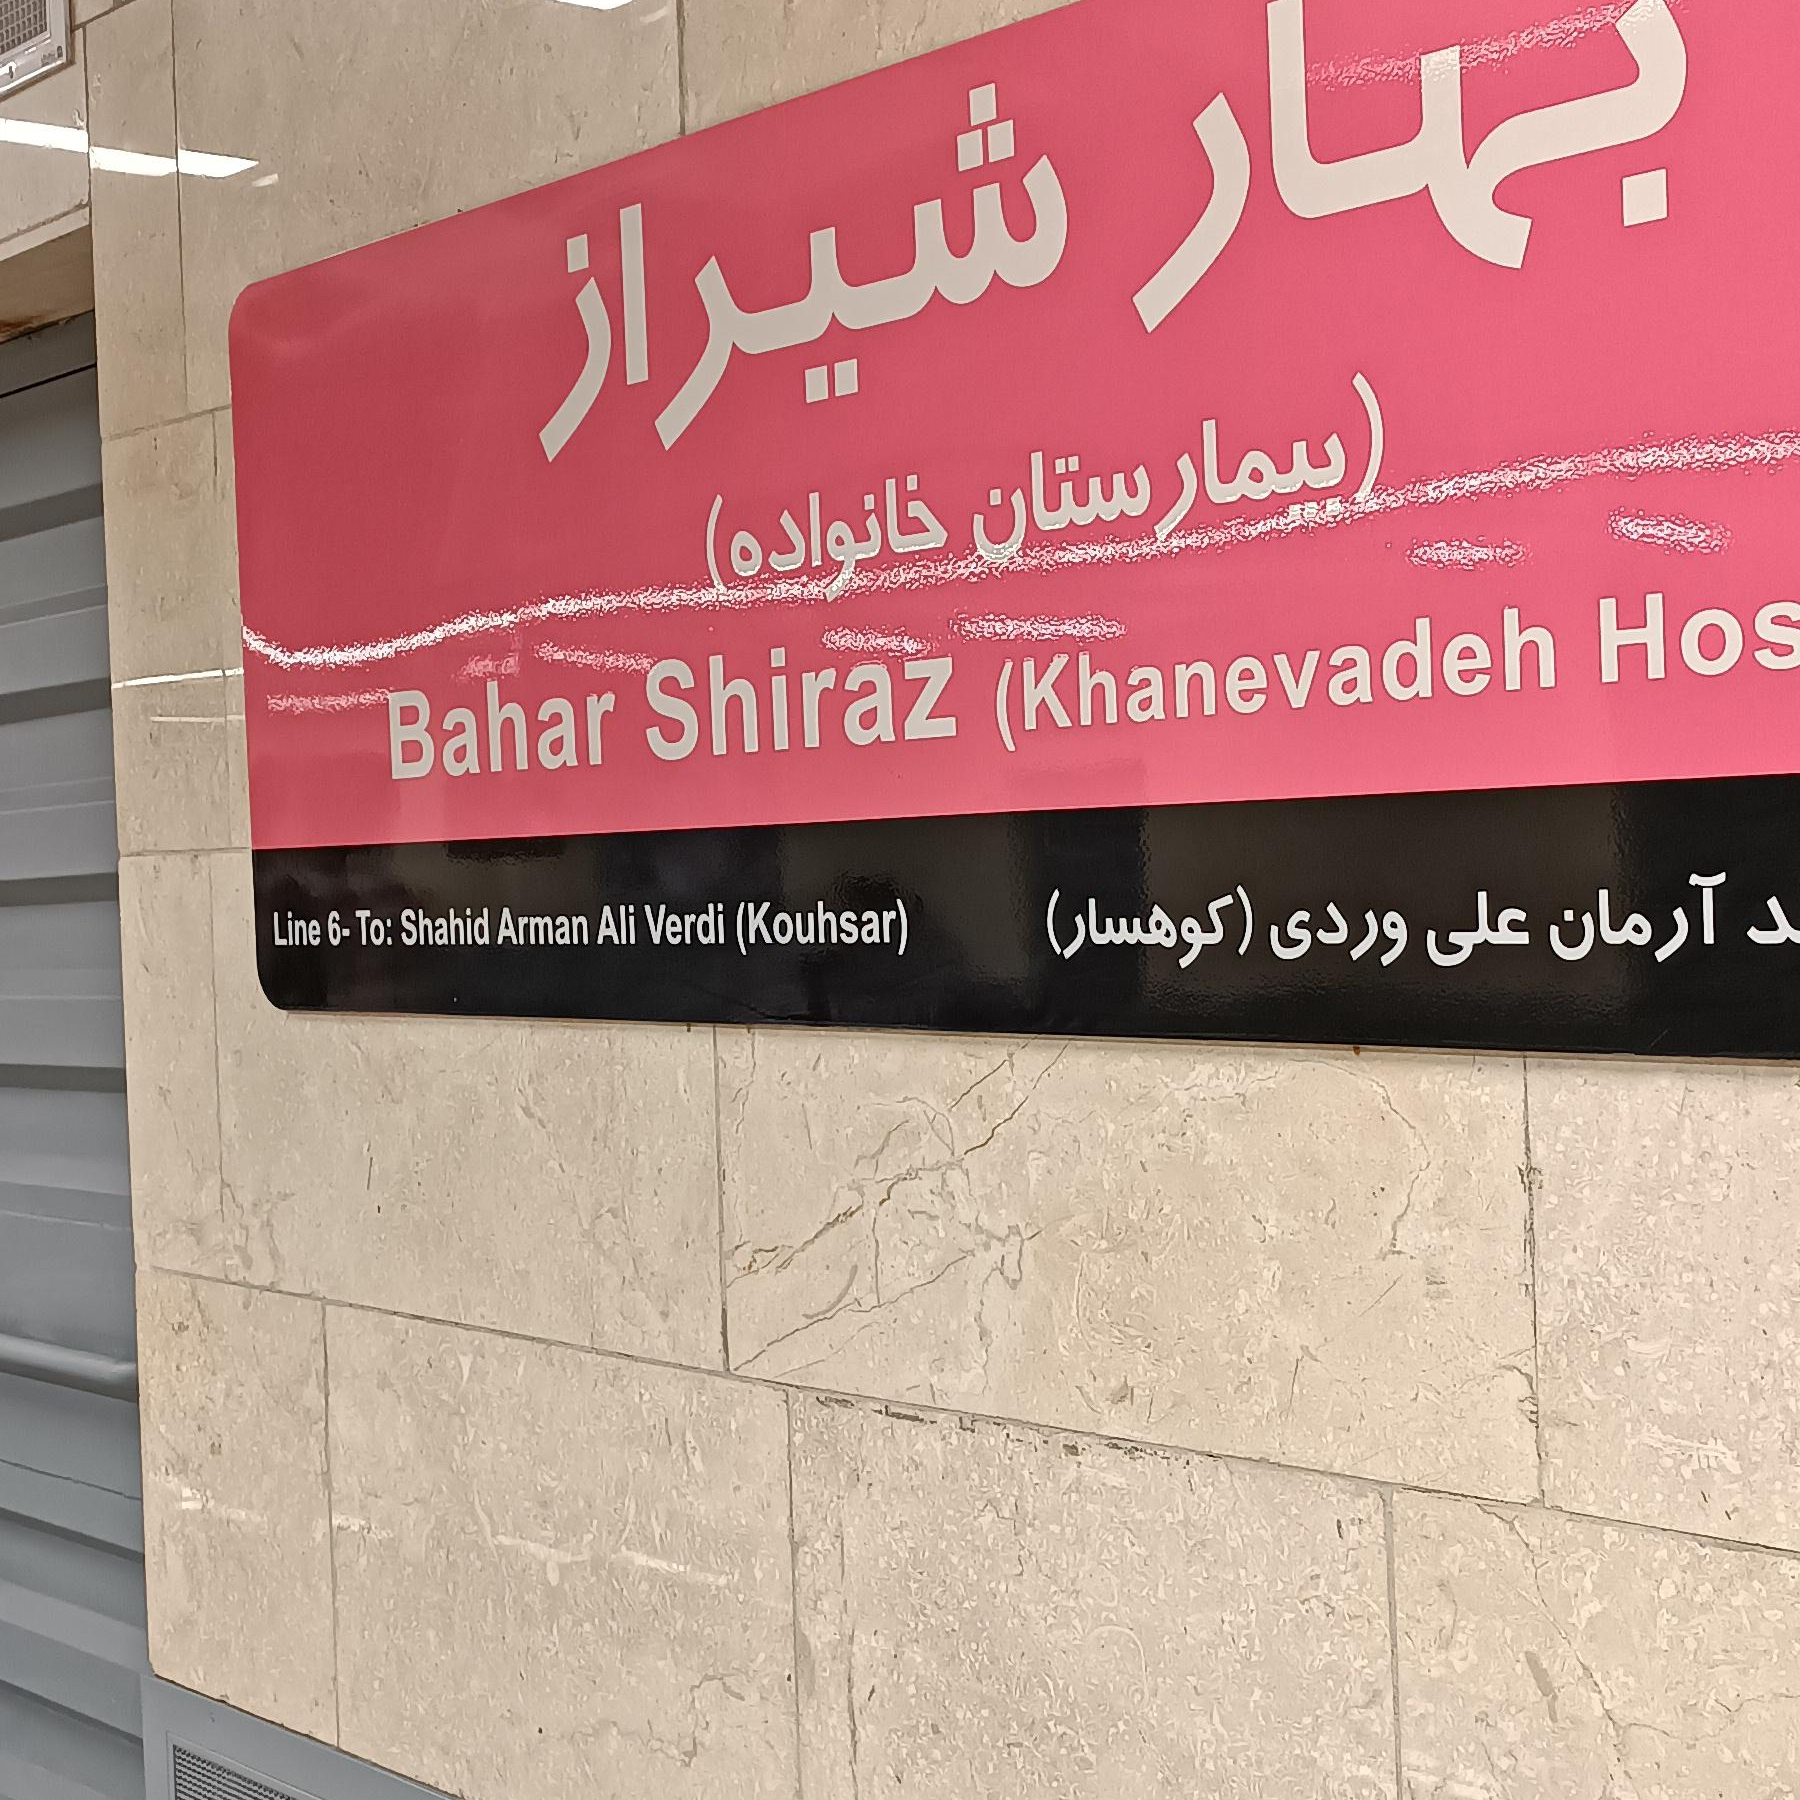 بهار شیراز
(بیمارستان خانواده)
Bahar Shiraz (Khanevadeh Hos
Line 6- To: Shahid Arman Ali Verdi (Kouhsar)
آرمان علی وردی (کوهسار)